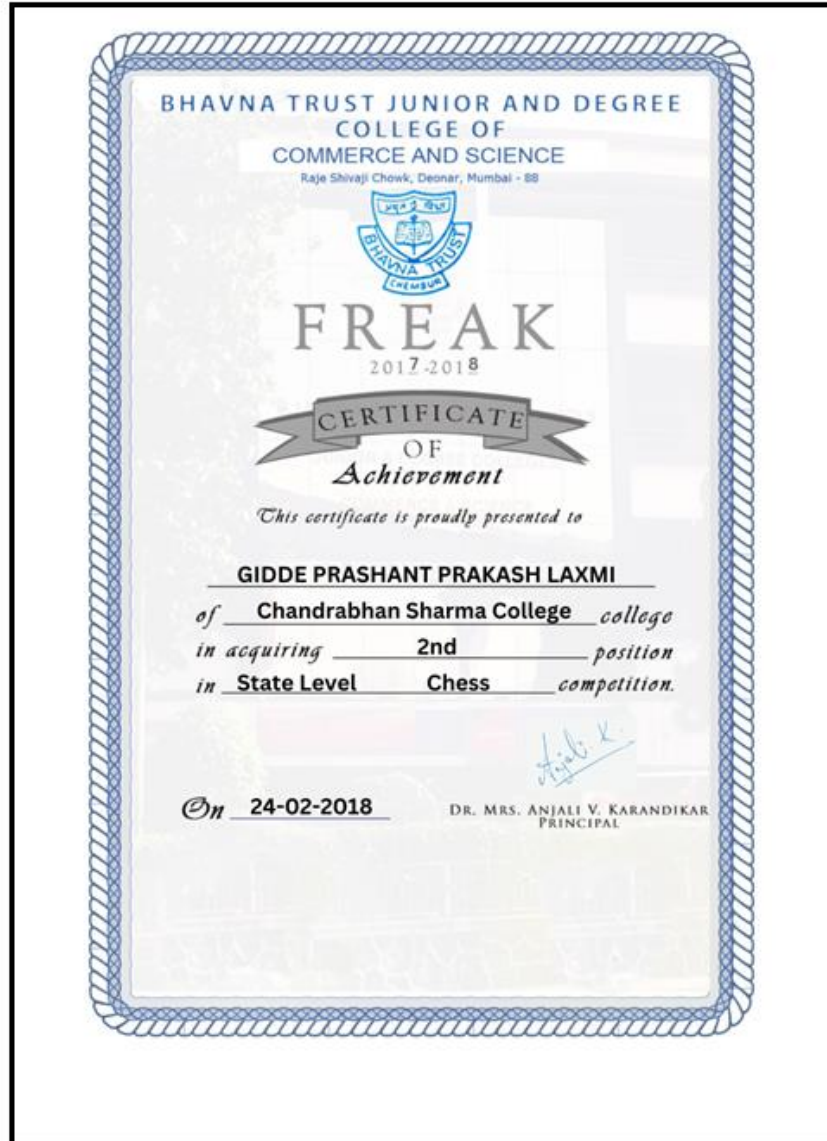 BHAVNA TRUST JUNIOR AND DEGREE
COLLEGE OF
COMMERCE AND SCIENCE
Raje Shivaji Chowk, Deonar, Mumbai - 88
BHAVNA TRUST
CHEMBUR
FREAK
2017-2018
CERTIFICATE
OF
Achievement
This certificate is proudly presented to
GIDDE PRASHANT PRAKASH LAXMI
of Chandrabhan Sharma College college
in acquiring 2nd position
in State Level Chess competition.
Anjali. K.
On 24-02-2018
DR. MRS. ANJALI V. KARANDIKAR
PRINCIPAL